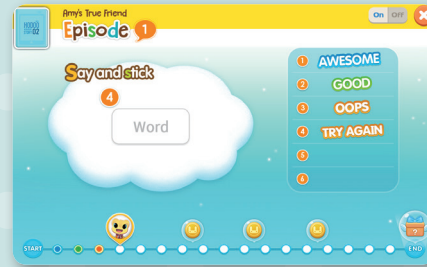 Amy's True Friend
Episode 1
On Off
Say and stick
4
Word
1 AWESOME
2 GOOD
3 OOPS
4 TRY AGAIN
5
6
START
END